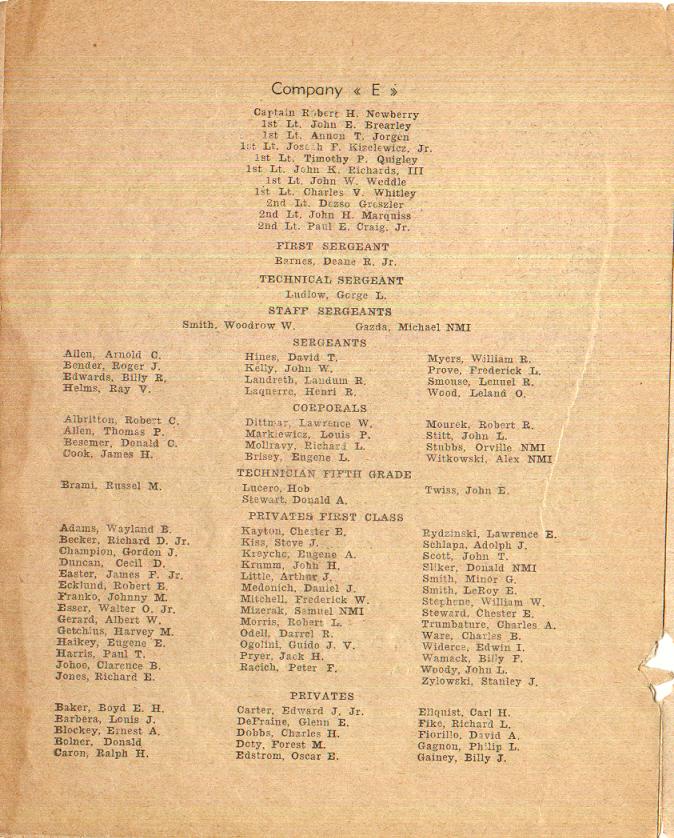 Company « E »
Captain Robert H. Newberry
1st Lt. John E. Brearley
1st Lt. Annon T. Jorgen
1st Lt. Joseph F. Kizelewicz, Jr.
1st Lt. Timothy P. Quigley
1st Lt. John K. Richards, III
1st Lt. John W. Weddle
1st Lt. Charles V. Whitley
2nd Lt. Dezso Greszler
2nd Lt. John H. Marquiss
2nd Lt. Paul E. Craig, Jr.
FIRST SERGEANT
Barnes, Deane R. Jr.
TECHNICAL SERGEANT
Ludlow, Gorge L.
STAFF SERGEANTS
Smith, Woodrow W. Gazda, Michael NMI
SERGEANTS
Allen, Arnold C.
Bender, Roger J.
Edwards, Billy R.
Helms, Ray V.
Hines, David T.
Kelly, John W.
Landreth, Landum R.
Laquerre, Henri R.
Myers, William R.
Prove, Frederick L.
Smouse, Lenuel R.
Wood, Leland O.
CORPORALS
Albritton, Robert C.
Allen, Thomas P.
Besemer, Donald C.
Cook, James H.
Dittmar, Lawrence W.
Markiewicz, Louis P.
Mollravy, Richard L.
Brisey, Eugene L.
Mourek, Robert R.
Stitt, John L.
Stubbs, Orville NMI
Witkowski, Alex NMI
TECHNICIAN FIFTH GRADE
Brami, Russel M.
Lucero, Hob
Stewart, Donald A.
Twiss, John E.
PRIVATES FIRST CLASS
Adams, Wayland B.
Becker, Richard D. Jr.
Champion, Gordon J.
Duncan, Cecil D.
Easter, James F. Jr.
Ecklund, Robert E.
Franko, Johnny M.
Esser, Walter O. Jr.
Gerard, Albert W.
Getchius, Harvey M.
Haikey, Eugene E.
Harris, Paul T.
Johoe, Clarence B.
Jones, Richard E.
Kayton, Chester E.
Kiss, Steve J.
Kreyche, Eugene A.
Krumm, John H.
Little, Arthur J.
Medonich, Daniel J.
Mitchell, Frederick W.
Mizerak, Samuel NMI
Morris, Robert L.
Odell, Darrel R.
Ogolini, Guido J. V.
Pryer, Jack H.
Racich, Peter F.
Rydzinski, Lawrence E.
Schlapa, Adolph J.
Scott, John T.
Sliker, Donald NMI
Smith, Minor G.
Smith, LeRoy E.
Stephens, William W.
Steward, Chester E.
Trumbature, Charles A.
Ware, Charles B.
Widerce, Edwin I.
Wamack, Billy F.
Woody, John L.
Zylowski, Stanley J.
PRIVATES
Baker, Boyd E. H.
Barbera, Louis J.
Blockey, Ernest A.
Bolner, Donald
Caron, Ralph H.
Carter, Edward J. Jr.
DeFraine, Glenn E.
Dobbs, Charles H.
Doty, Forest M.
Edstrom, Oscar E.
Ellquist, Carl H.
Fike, Richard L.
Fiorillo, David A.
Gagnon, Philip L.
Gainey, Billy J.